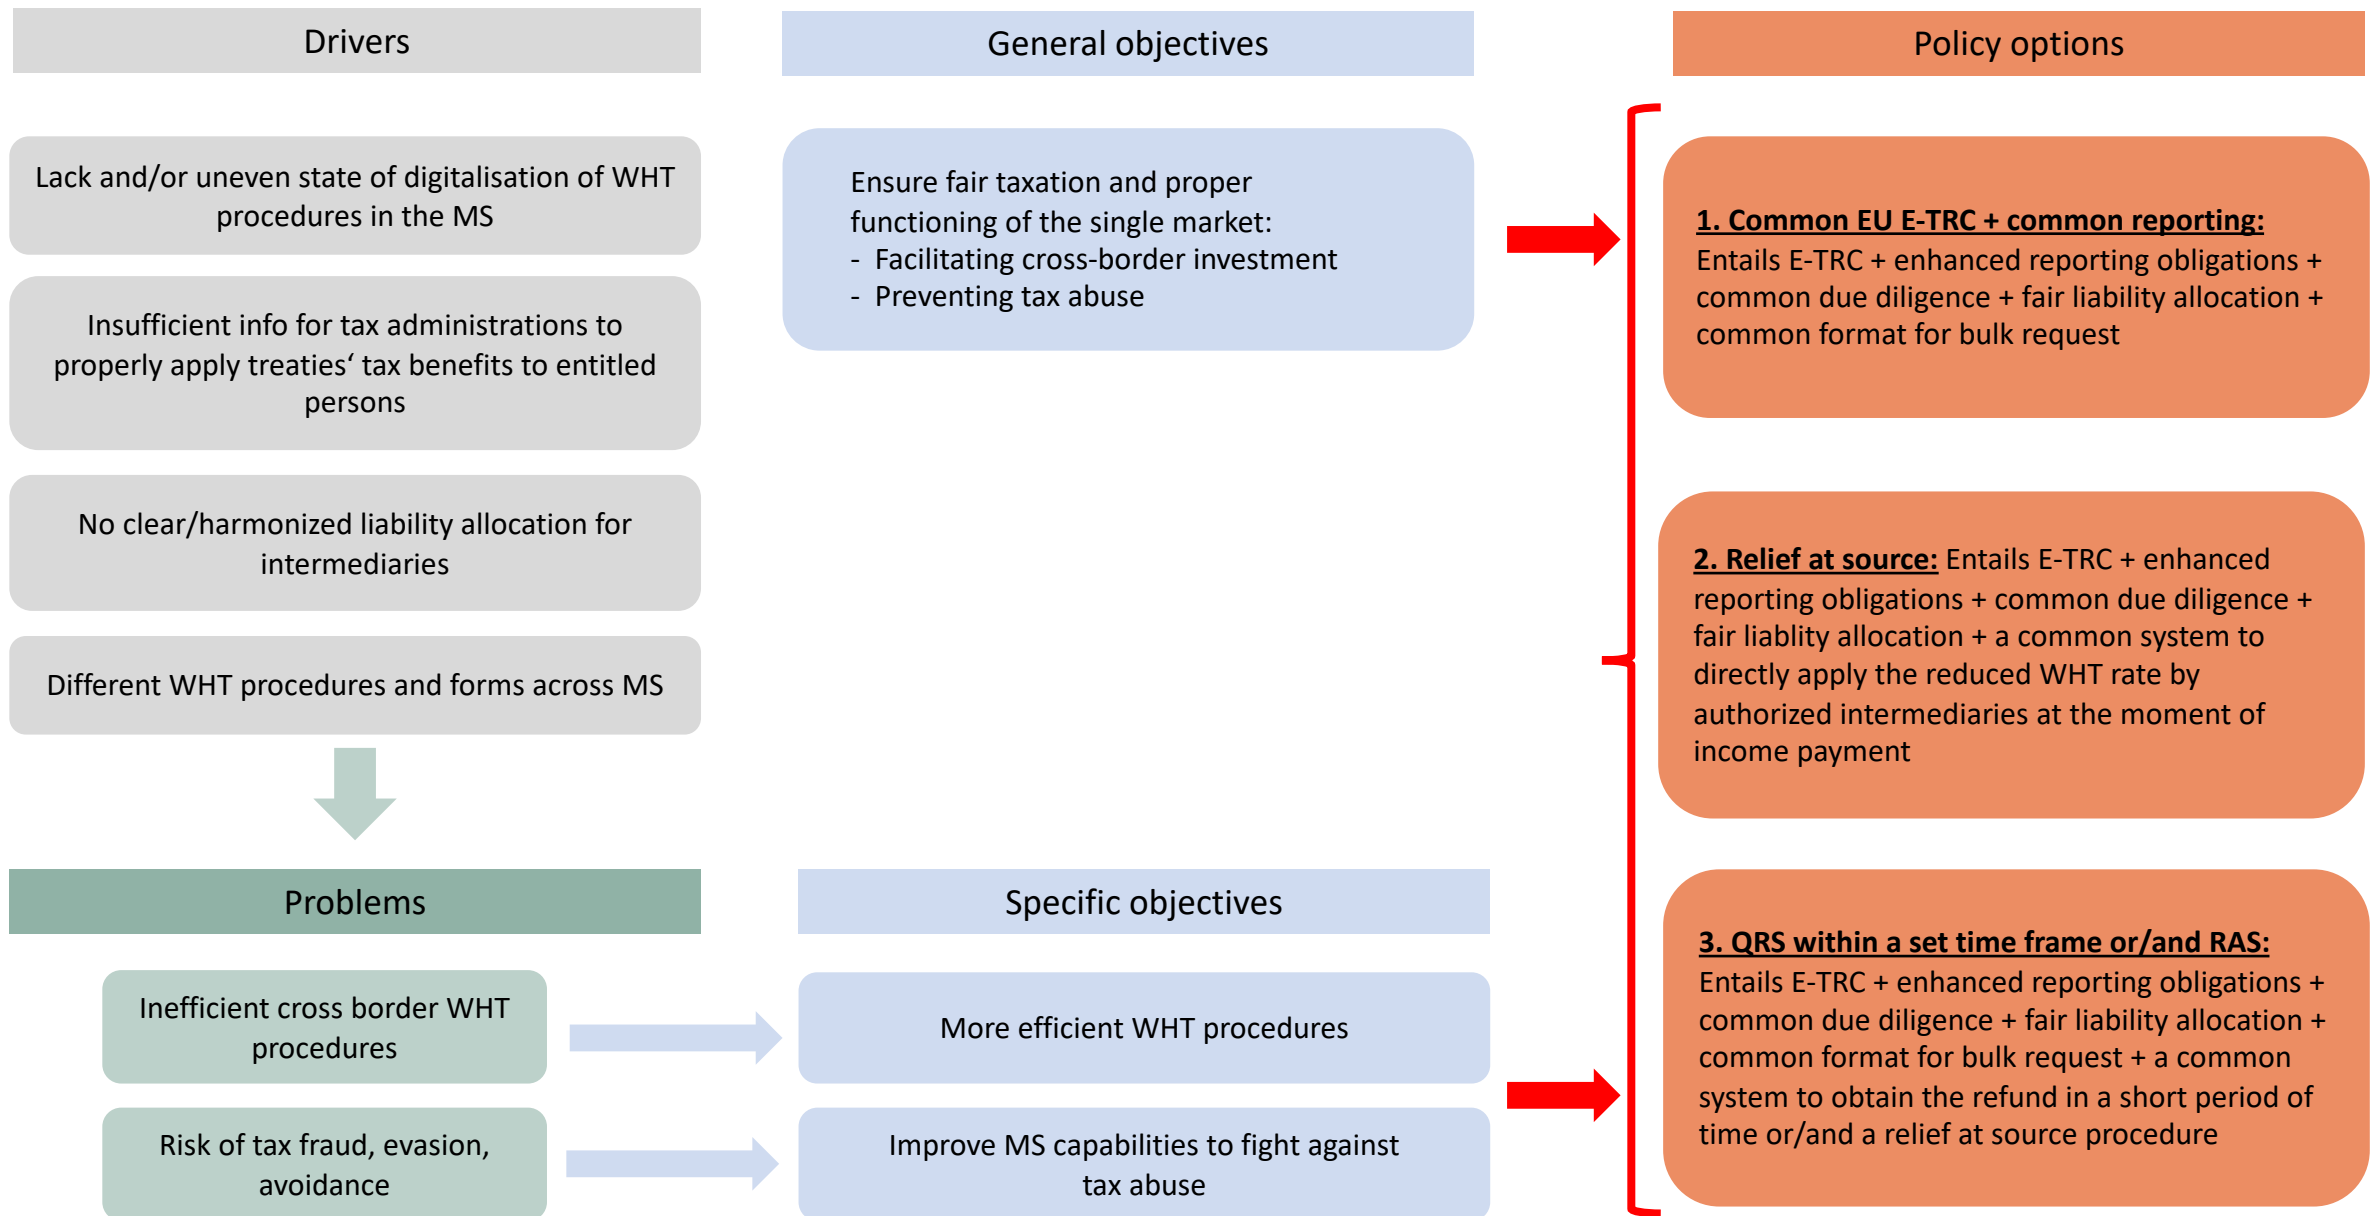 Drivers
Lack and/or uneven state of digitalisation of WHT
procedures in the MS
Insufficient info for tax administrations to
properly apply treaties‘ tax benefits to entitled
persons
No clear/harmonized liability allocation for
intermediaries
Different WHT procedures and forms across MS
Problems
Inefficient cross border WHT
procedures
Risk of tax fraud, evasion,
avoidance
General objectives
Ensure fair taxation and proper
functioning of the single market:
- Facilitating cross-border investment
- Preventing tax abuse
Specific objectives
More efficient WHT procedures
Improve MS capabilities to fight against
tax abuse
Policy options
1. Common EU E-TRC + common reporting:
Entails E-TRC + enhanced reporting obligations +
common due diligence + fair liability allocation +
common format for bulk request
2. Relief at source: Entails E-TRC + enhanced
reporting obligations + common due diligence +
fair liablity allocation + a common system to
directly apply the reduced WHT rate by
authorized intermediaries at the moment of
income payment
3. QRS within a set time frame or/and RAS:
Entails E-TRC + enhanced reporting obligations +
common due diligence + fair liability allocation +
common format for bulk request + a common
system to obtain the refund in a short period of
time or/and a relief at source procedure